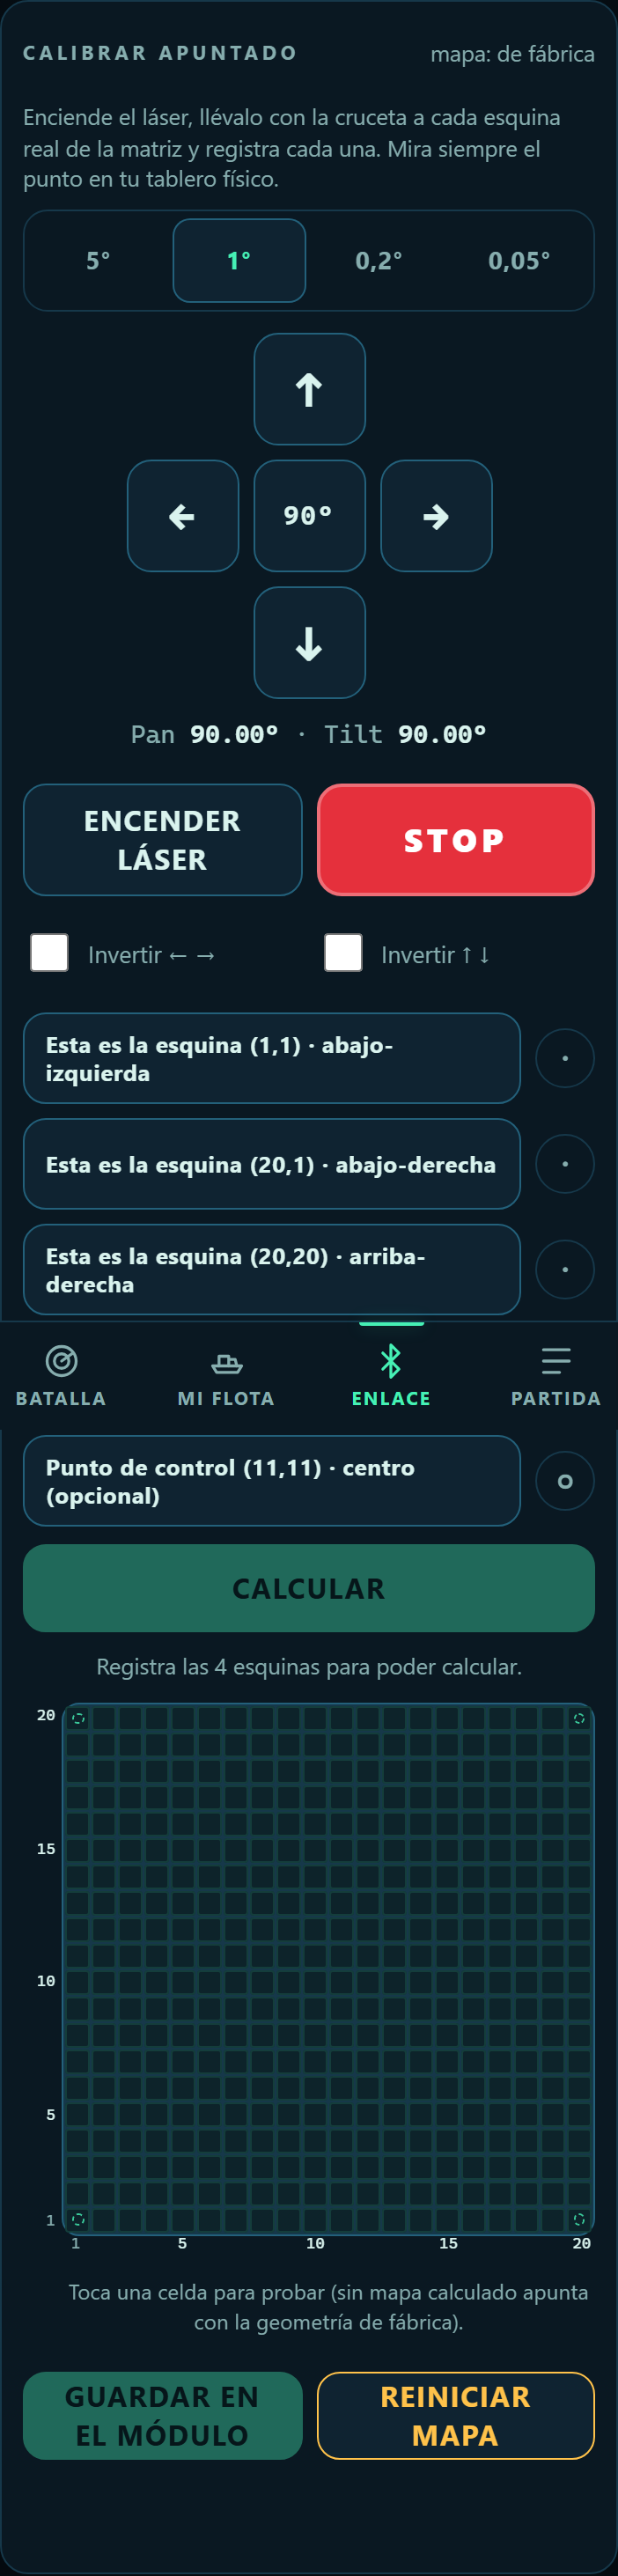 CALIBRAR APUNTADO
mapa: de fábrica
Enciende el láser, llévalo con la cruceta a cada esquina
real de la matriz y registra cada una. Mira siempre el
punto en tu tablero físico.
5° 1° 0,2° 0,05°
↑
← 90° →
↓
Pan 90.00° · Tilt 90.00°
ENCENDER
LÁSER
STOP
Invertir ← →
Invertir ↑ ↓
Esta es la esquina (1,1) · abajo-
izquierda
Esta es la esquina (20,1) · abajo-derecha
Esta es la esquina (20,20) · arriba-
derecha
BATALLA MI FLOTA ENLACE PARTIDA
Punto de control (11,11) · centro
(opcional)
CALCULAR
Registra las 4 esquinas para poder calcular.
20
15
10
5
1
1 5 10 15 20
Toca una celda para probar (sin mapa calculado apunta
con la geometría de fábrica).
GUARDAR EN
EL MÓDULO
REINICIAR
MAPA